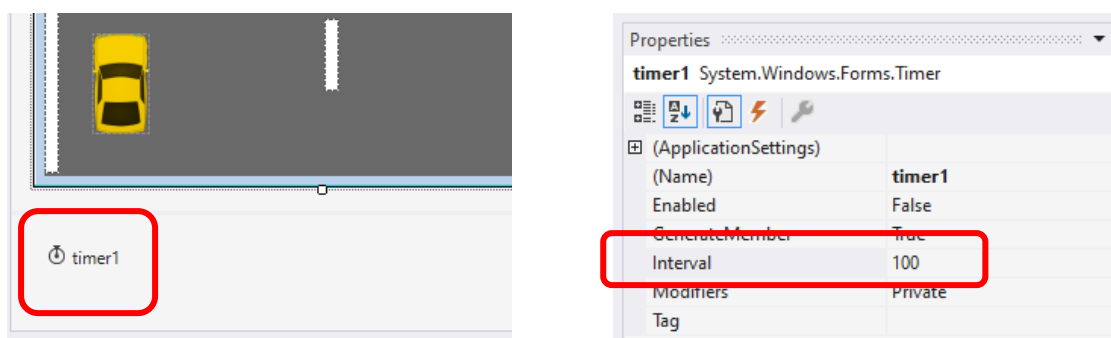 timer1
Properties
timer1 System.Windows.Forms.Timer
(ApplicationSettings)
(Name) timer1
Enabled False
GenerateMember True
Interval 100
Modifiers Private
Tag